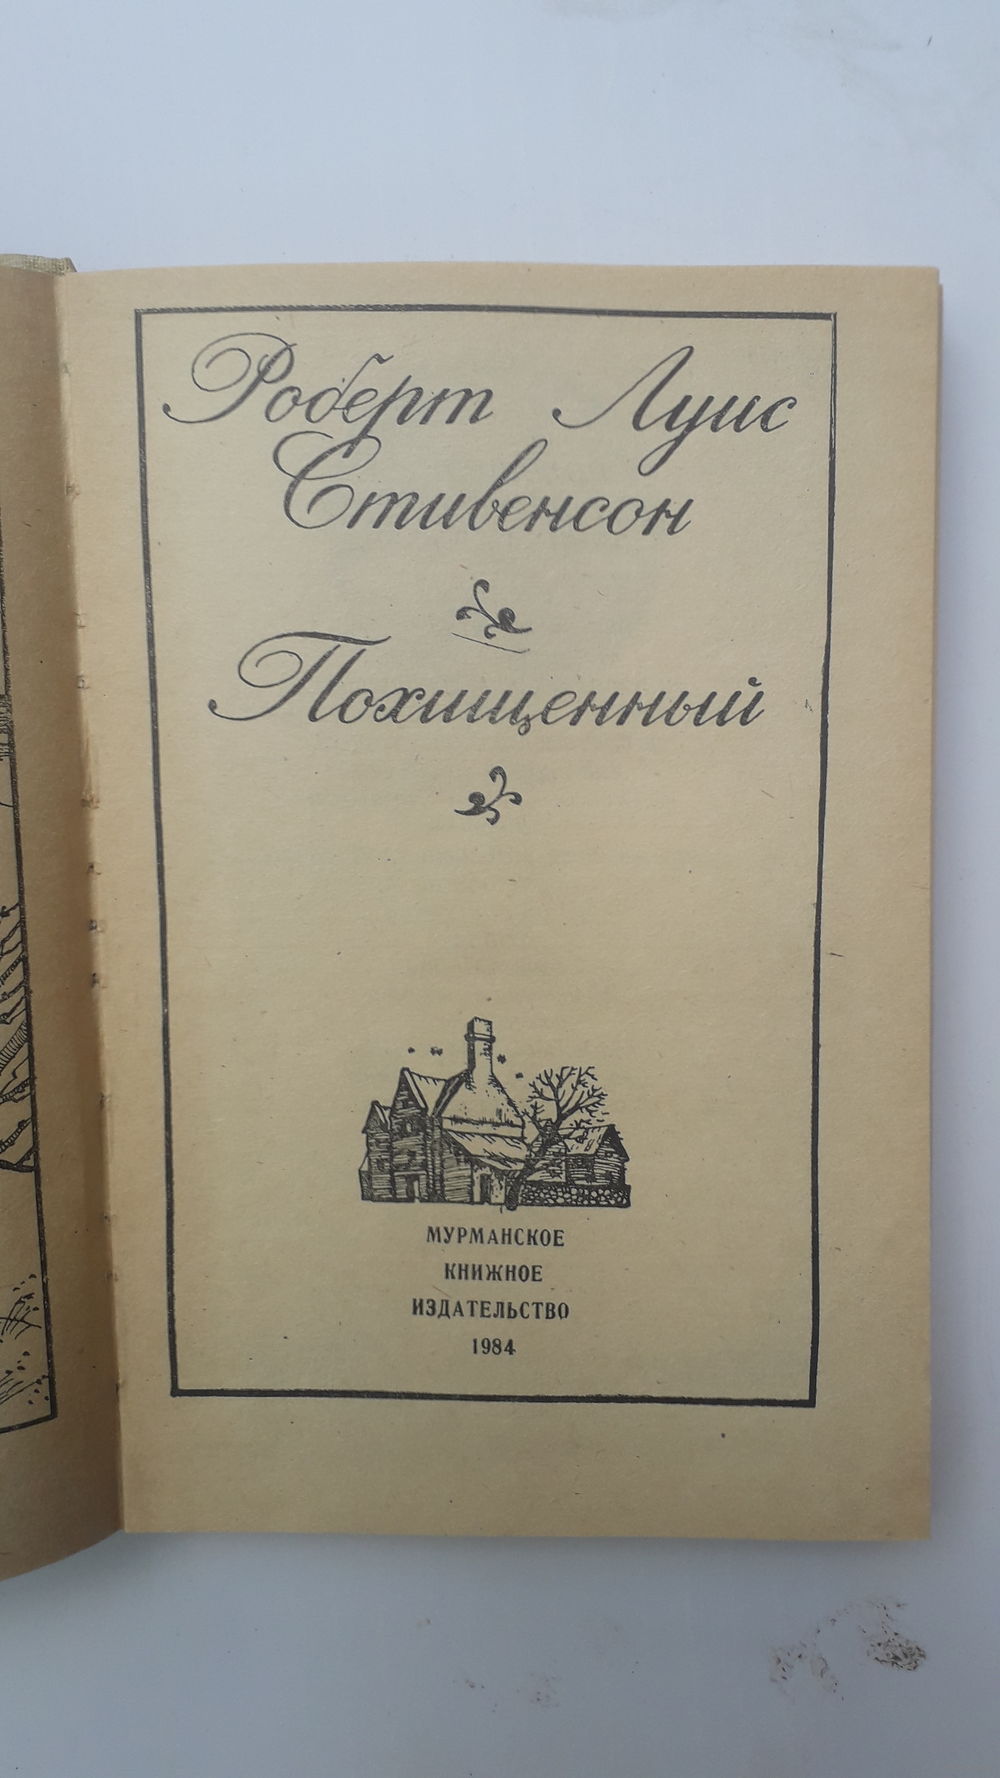 Роберт Луис
Стивенсон
Похищенный
МУРМАНСКОЕ
КНИЖНОЕ
ИЗДАТЕЛЬСТВО
1984